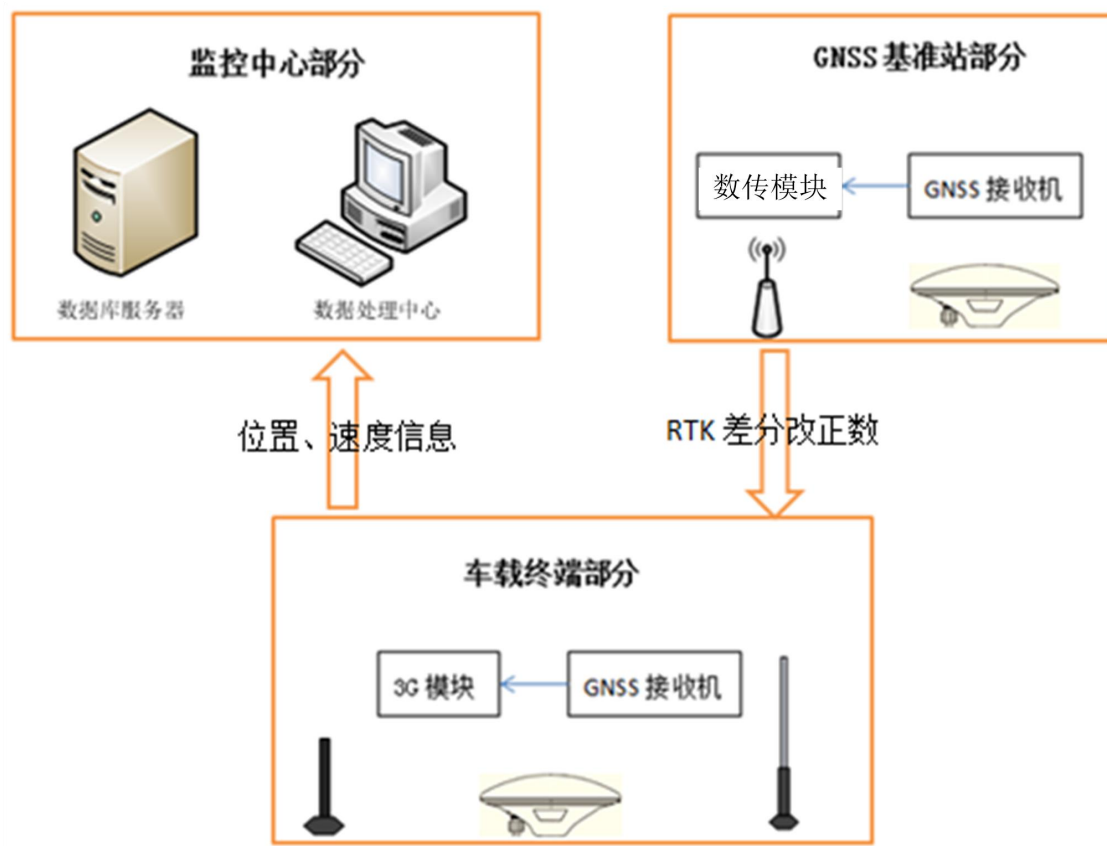 监控中心部分
数据库服务器
数据处理中心
GNSS 基准站部分
数传模块
GNSS 接收机
位置、速度信息
RTK 差分改正数
车载终端部分
3G 模块
GNSS 接收机